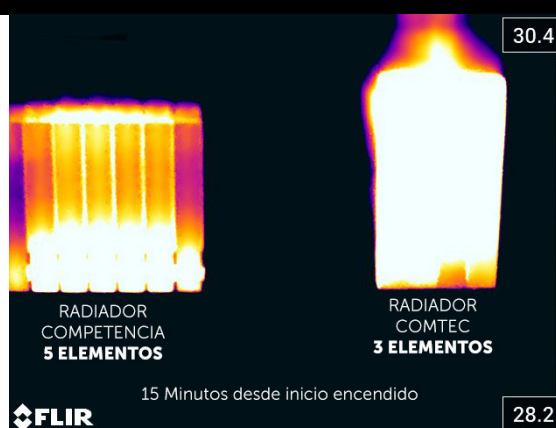 30.4
RADIADOR
COMPETENCIA
5 ELEMENTOS
RADIADOR
COMTEC
3 ELEMENTOS
15 Minutos desde inicio encendido
FLIR
28.2